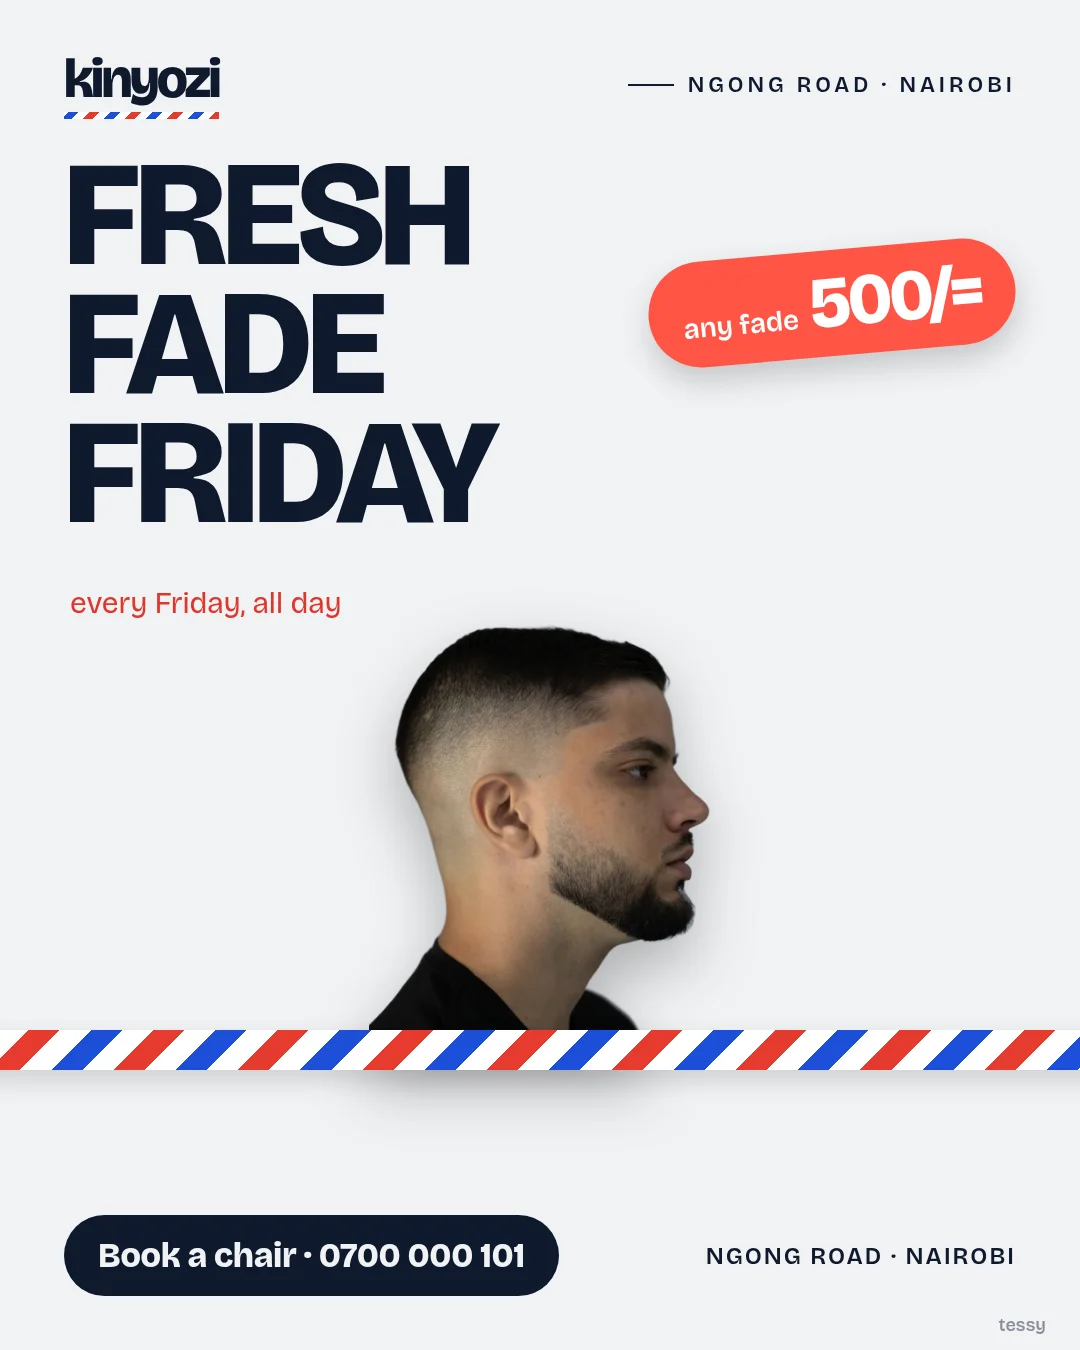 kinyozi
NGONG ROAD · NAIROBI
FRESH
FADE
FRIDAY
any fade 500/=
every Friday, all day
Book a chair · 0700 000 101
NGONG ROAD · NAIROBI
tessy